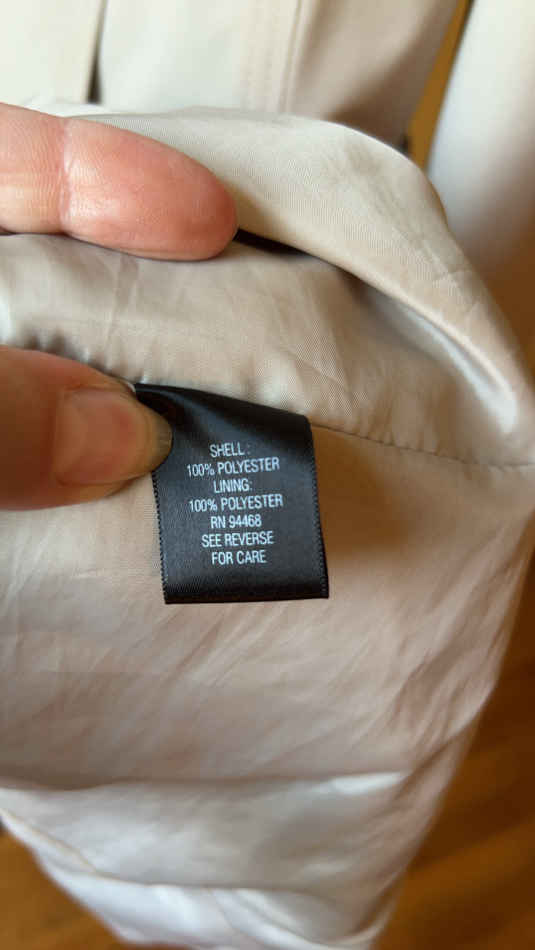 SHELL:
100% POLYESTER
LINING:
100% POLYESTER
RN 94468
SEE REVERSE
FOR CARE